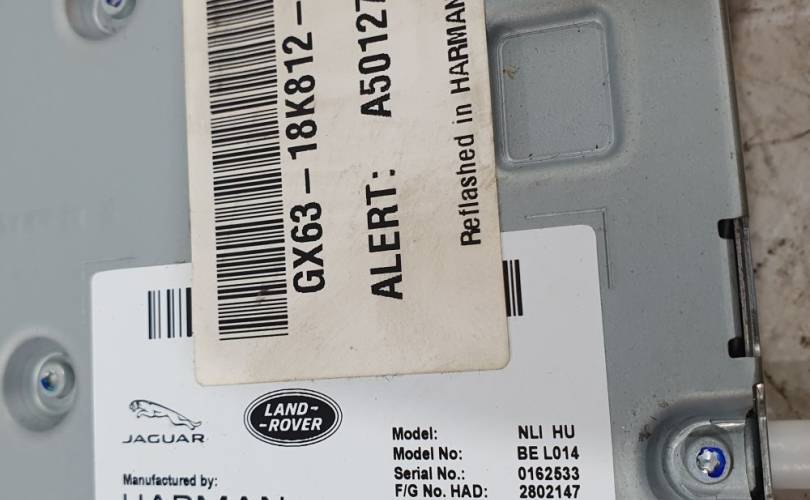 GX63-18K812-
ALERT: A50127
Reflashed in HARMAN
JAGUAR
LAND-
-ROVER
Manufactured by:
HARMAN
Model: NLI HU
Model No: BE L014
Serial No.: 0162533
F/G No. HAD: 2802147